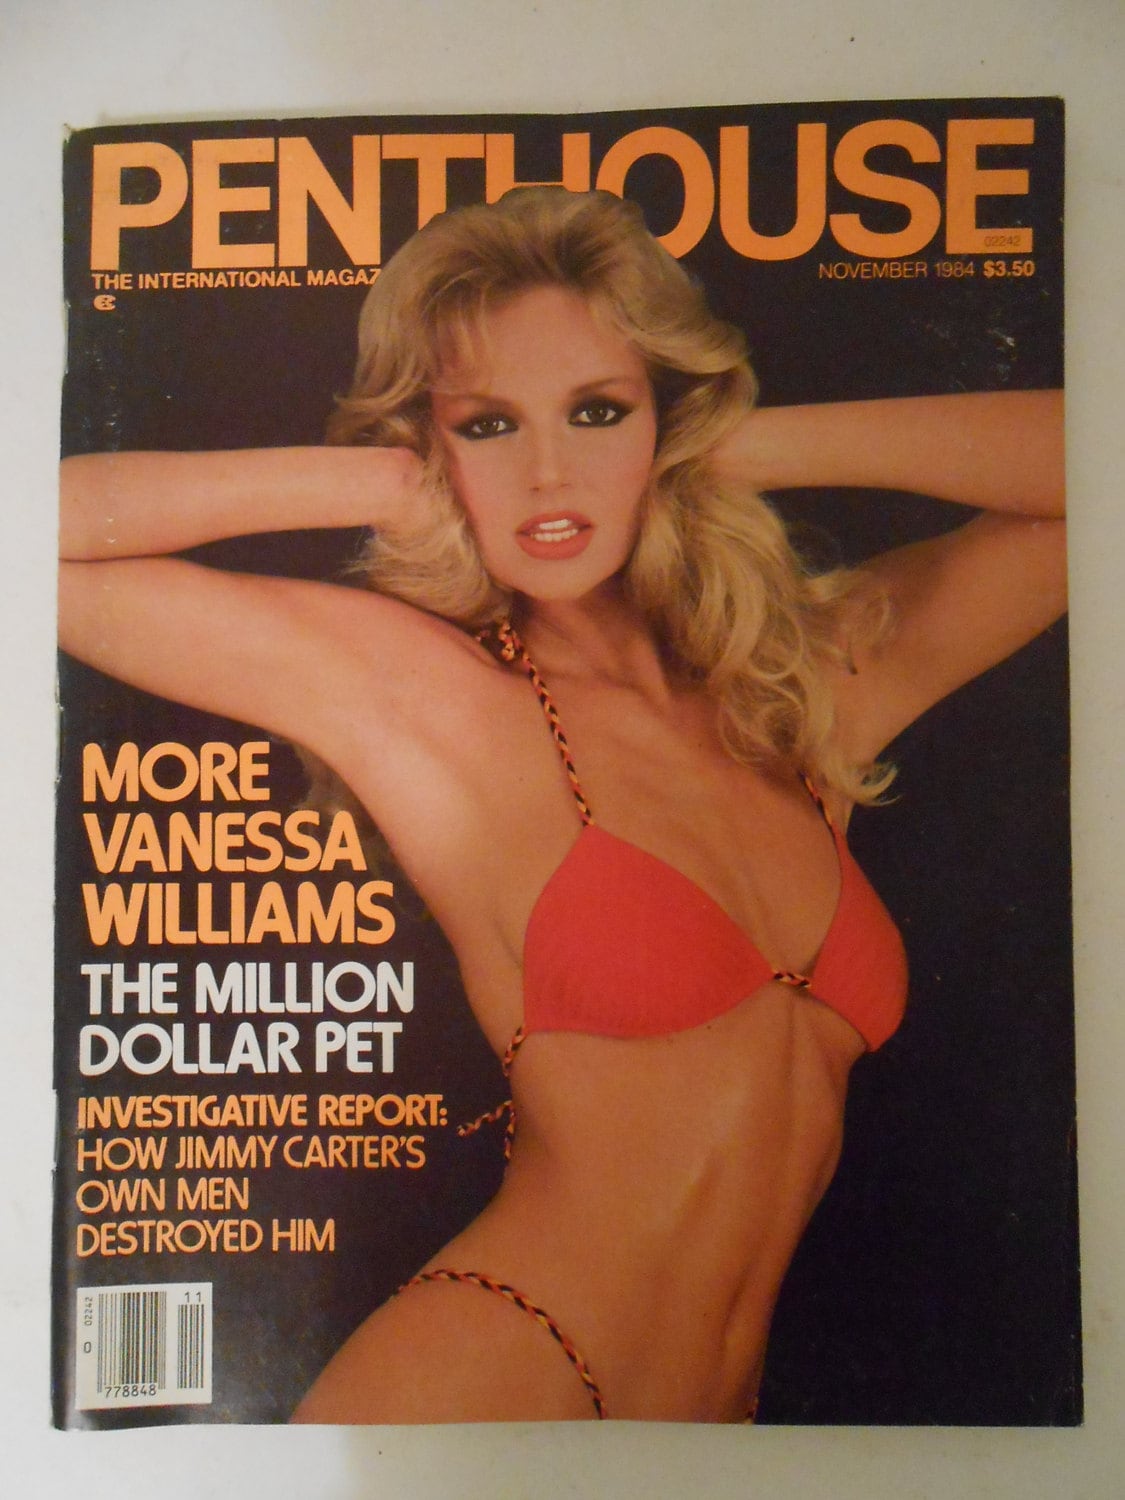 PENTHOUSE
02242
THE INTERNATIONAL MAGAZ
NOVEMBER 1984 $3.50
MORE
VANESSA
WILLIAMS
THE MILLION
DOLLAR PET
INVESTIGATIVE REPORT:
HOW JIMMY CARTER'S
OWN MEN
DESTROYED HIM
11
02242
0
778848